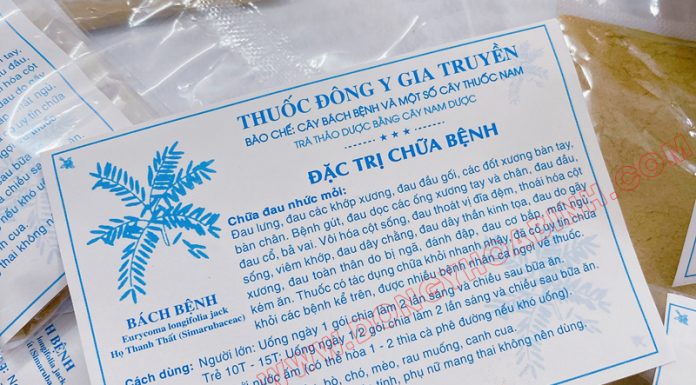 THUỐC ĐÔNG Y GIA TRUYỀN
BÀO CHẾ: CÂY BÁCH BỆNH VÀ MỘT SỐ CÂY THUỐC NAM
TRÀ THẢO DƯỢC BẰNG CÂY NAM DƯỢC
ĐẶC TRỊ CHỮA BỆNH
Chữa đau nhức mỏi:
Đau lưng, đau các khớp xương, đau đầu gối, các đốt xương bàn tay,
bàn chân. Bệnh gút, đau dọc các ống xương tay và chân, đau đầu,
đau cổ, bả vai. Vôi hóa cột sống, đau thoát vị đĩa đệm, thoái hóa cột
sống, viêm khớp, đau dây chằng, đau dây thần kinh tọa, đau do gãy
xương, đau toàn thân do bị ngã, đánh đập, đau cơ bắp, mất ngủ,
kém ăn. Thuốc có tác dụng chữa khỏi nhanh nhạy đã có uy tín chữa
khỏi các bệnh kể trên, được nhiều bệnh nhân ca ngợi về thuốc.
BÁCH BỆNH
Eurycoma longifolia jack
Họ Thanh Thất (Simarubaceae)
Cách dùng: Người lớn: Uống ngày 1 gói chia làm 2 lần sáng và chiều sau bữa ăn.
Trẻ 10T - 15T: Uống ngày 1/2 gói chia làm 2 lần sáng và chiều sau bữa ăn.
nước ấm (có thể hòa 1 - 2 thìa cà phê đường nếu khó uống).
bò, chó, mèo, rau muống, canh cua.
tính, phụ nữ mang thai không nên dùng.